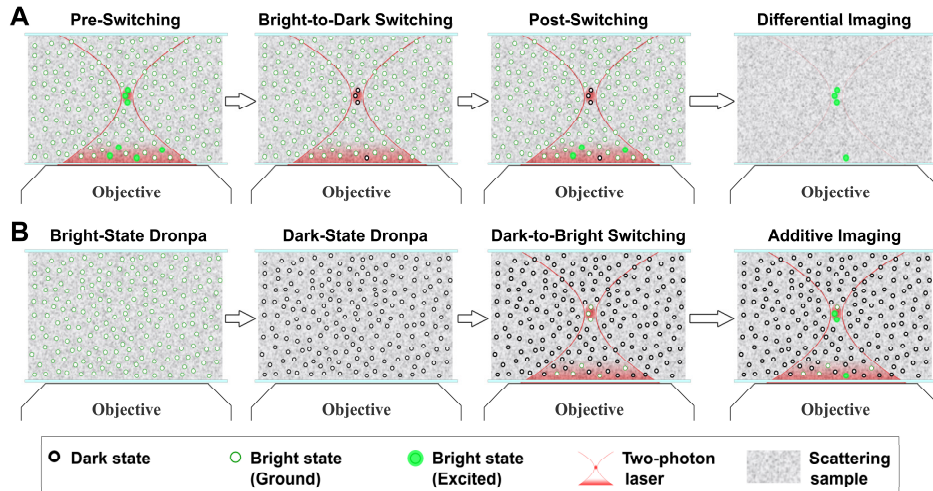 A
Pre-Switching
Bright-to-Dark Switching
Post-Switching
Differential Imaging
Objective
Objective
Objective
Objective
B
Bright-State Dronpa
Dark-State Dronpa
Dark-to-Bright Switching
Additive Imaging
Objective
Objective
Objective
Objective
Dark state
Bright state
(Ground)
Bright state
(Excited)
Two-photon
laser
Scattering
sample